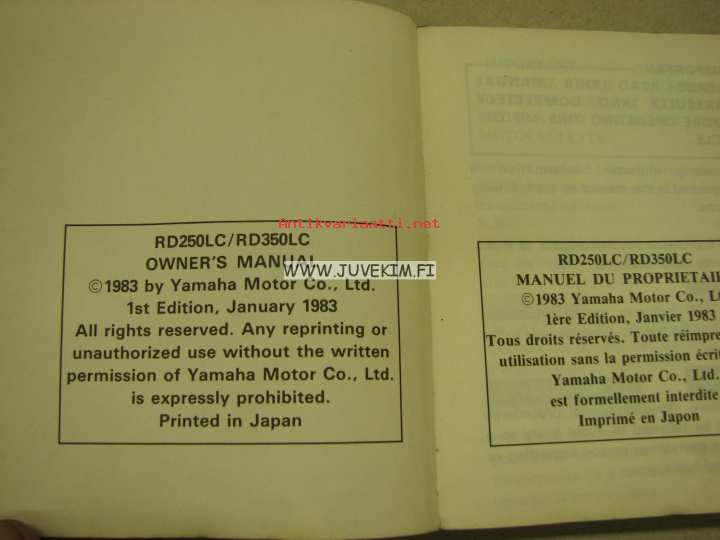 RD250LC/RD350LC
OWNER'S MANUAL
©1983 by Yamaha Motor Co., Ltd.
1st Edition, January 1983
All rights reserved. Any reprinting or
unauthorized use without the written
permission of Yamaha Motor Co., Ltd.
is expressly prohibited.
Printed in Japan
RD250LC/RD350LC
MANUEL DU PROPRIETAI
©1983 Yamaha Motor Co., L
1ère Edition, Janvier 1983
Tous droits réservés. Toute réimpre
utilisation sans la permission écri
Yamaha Motor Co., Ltd.
est formellement interdite
Imprimé en Japon
Antikvariaatti.net
WWW.JUVEKIM.FI